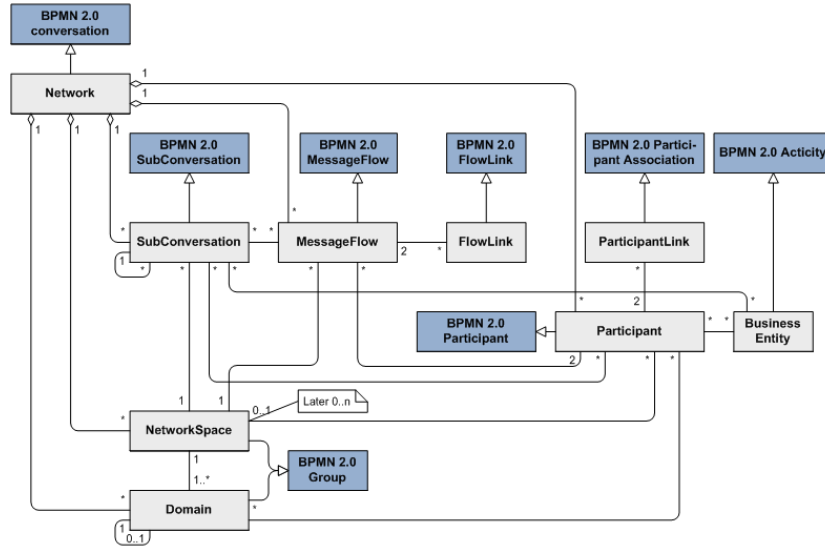 BPMN 2.0
conversation
1
Network
1
1
1
1
BPMN 2.0
SubConversation
BPMN 2.0
MessageFlow
BPMN 2.0
FlowLink
BPMN 2.0 Partici-
pant Association
BPMN 2.0 Acticity
*
*
SubConversation
*
*
MessageFlow
2
*
FlowLink
ParticipantLink
1
*
*
*
*
*
*
*
2
*
*
BPMN 2.0
Participant
Participant
*
*
Business
Entity
2
*
*
*
Later 0..n
1
1
0..1
*
NetworkSpace
1
1..*
BPMN 2.0
Group
*
Domain
*
1
0..1